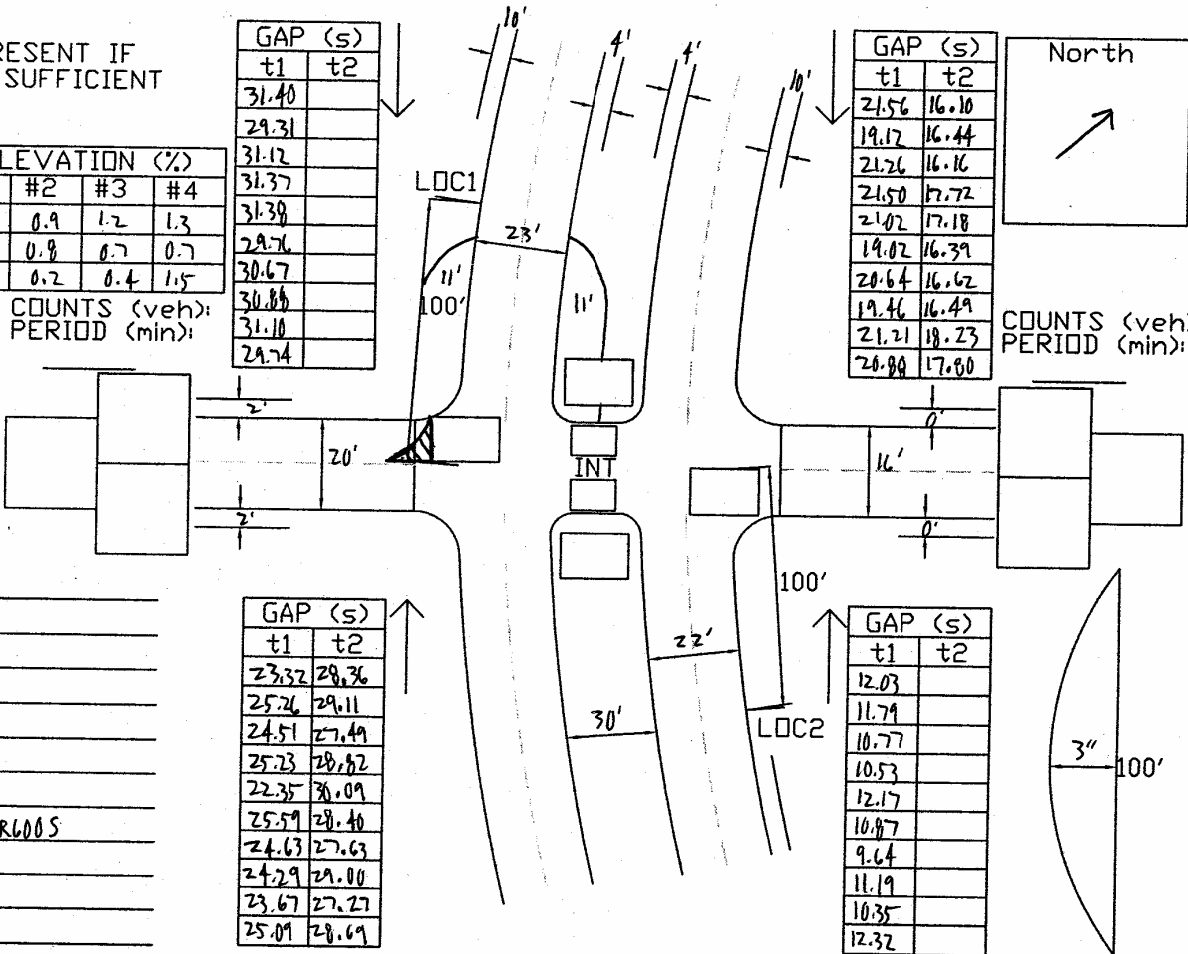 RESENT IF
SUFFICIENT
LEVATION (%)
#2 #3 #4
0.9 1.2 1.3
0.8 0.7 0.7
0.2 0.4 1.5
COUNTS (veh):
PERIOD (min):
GAP (s)
t1 t2
31.40
29.31
31.12
31.37
31.38
29.76
30.67
30.88
31.10
29.74
10'
4'
4'
10'
LOC1
23'
11'
100'
11'
GAP (s)
t1 t2
21.56 16.10
19.12 16.44
21.26 16.16
21.50 17.72
21.02 17.18
19.02 16.39
20.64 16.62
19.46 16.49
21.21 18.23
20.88 17.80
North
COUNTS (veh)
PERIOD (min):
2'
20'
2'
INT
0'
16'
0'
100'
R600S
GAP (s)
t1 t2
23.32 28.36
25.26 29.11
24.51 27.49
25.23 28.82
22.35 30.09
25.59 28.40
24.63 27.63
24.29 29.00
23.67 27.27
25.09 28.69
22'
30'
LOC2
GAP (s)
t1 t2
12.03
11.79
10.77
10.53
12.17
10.87
9.64
11.19
10.35
12.32
3"
100'